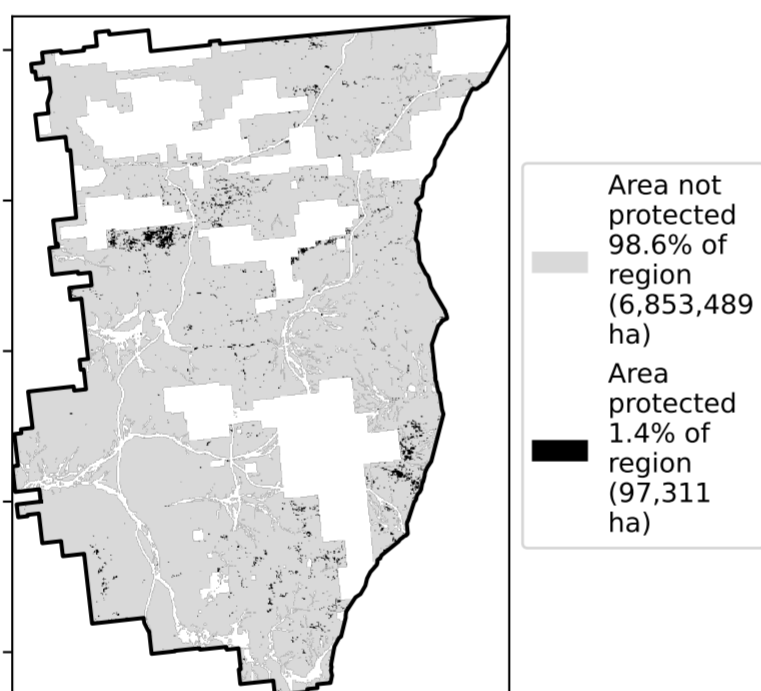 Area not
protected
98.6% of
region
(6,853,489
ha)
Area
protected
1.4% of
region
(97,311
ha)